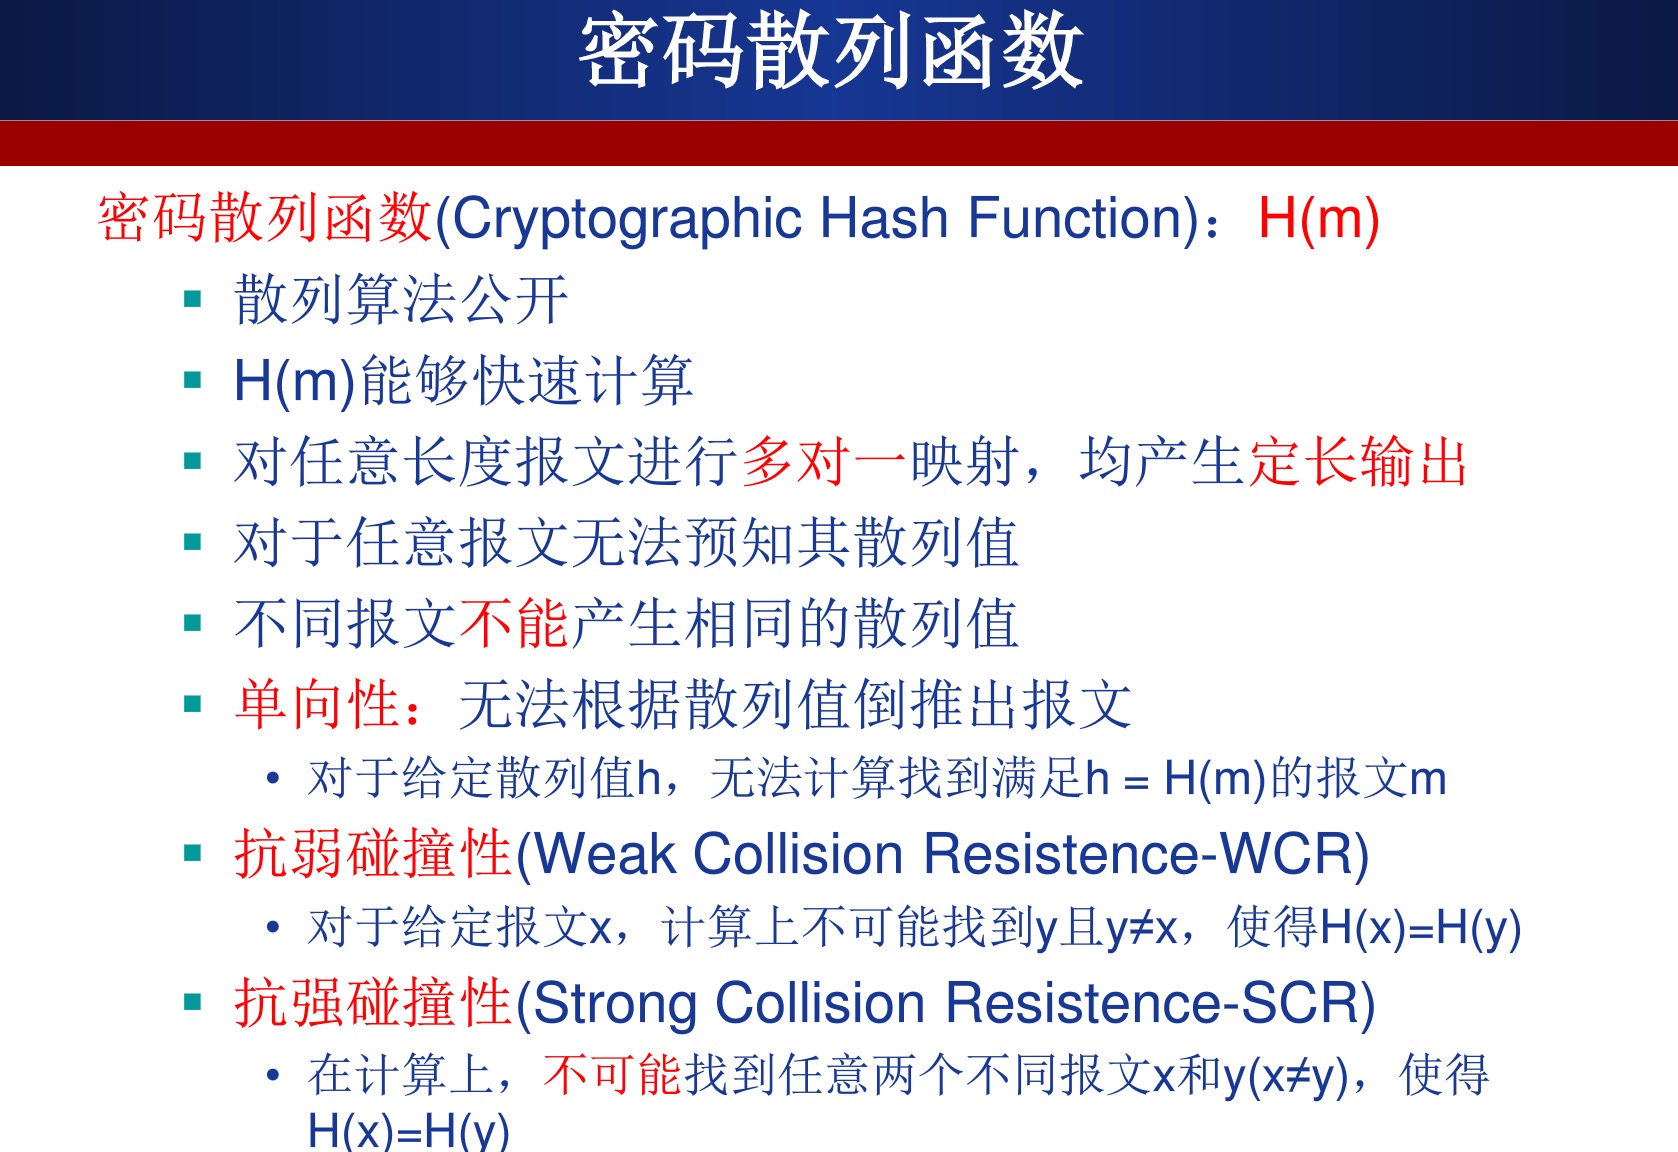 密码散列函数
密码散列函数(Cryptographic Hash Function)：H(m)
▪ 散列算法公开
▪ H(m)能够快速计算
▪ 对任意长度报文进行多对一映射，均产生定长输出
▪ 对于任意报文无法预知其散列值
▪ 不同报文不能产生相同的散列值
▪ 单向性：无法根据散列值倒推出报文
• 对于给定散列值h，无法计算找到满足h = H(m)的报文m
▪ 抗弱碰撞性(Weak Collision Resistence-WCR)
• 对于给定报文x，计算上不可能找到y且y≠x，使得H(x)=H(y)
▪ 抗强碰撞性(Strong Collision Resistence-SCR)
• 在计算上，不可能找到任意两个不同报文x和y(x≠y)，使得
H(x)=H(y)